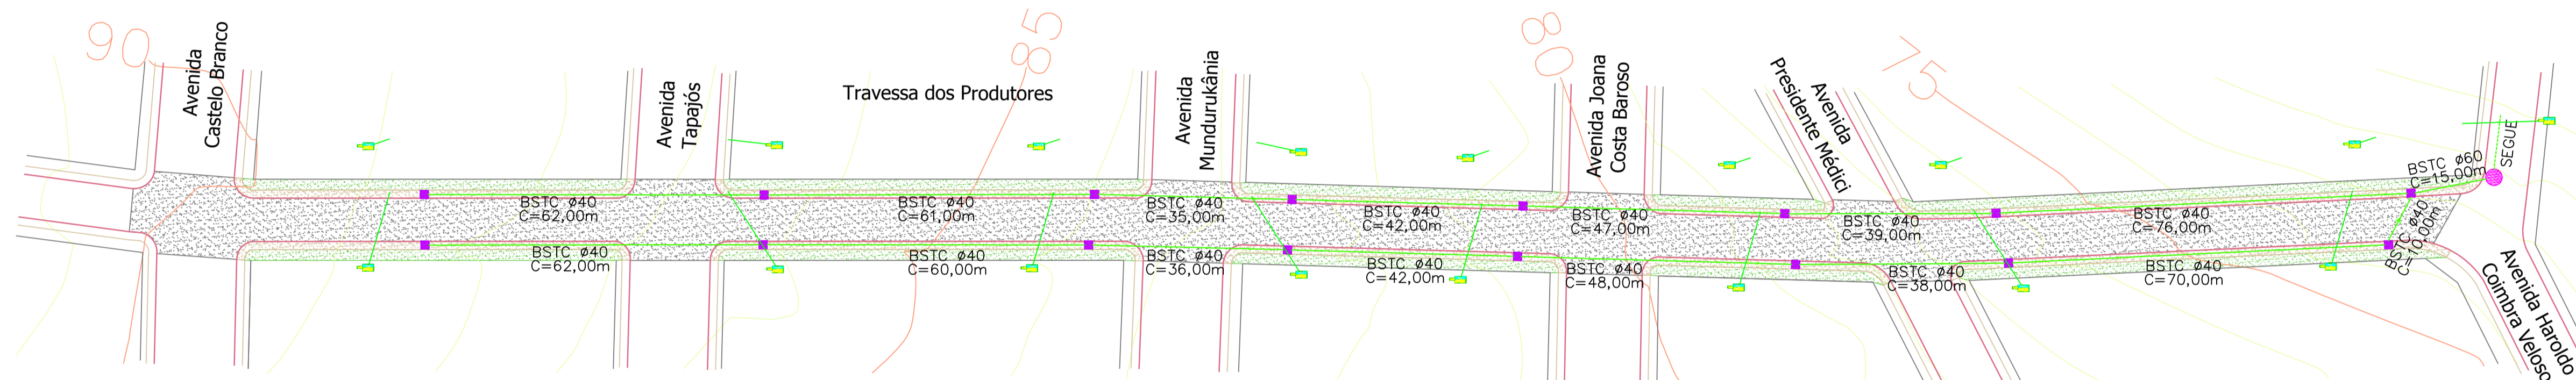 90
Avenida
Castelo Branco
Avenida
Tapajós
Travessa dos Produtores
85
Avenida
Mundurukânia
80
Avenida Joana
Costa Baroso
Avenida
Presidente Médici
75
SEGUE
BSTC ø60
C=15,00m
BSTC ø40
C=62,00m
BSTC ø40
C=61,00m
BSTC ø40
C=35,00m
BSTC ø40
C=42,00m
BSTC ø40
C=47,00m
BSTC ø40
C=39,00m
BSTC ø40
C=76,00m
BSTC ø40
C=10,00m
BSTC ø40
C=62,00m
BSTC ø40
C=60,00m
BSTC ø40
C=36,00m
BSTC ø40
C=42,00m
BSTC ø40
C=48,00m
BSTC ø40
C=38,00m
BSTC ø40
C=70,00m
Avenida Haroldo
Coimbra Veloso